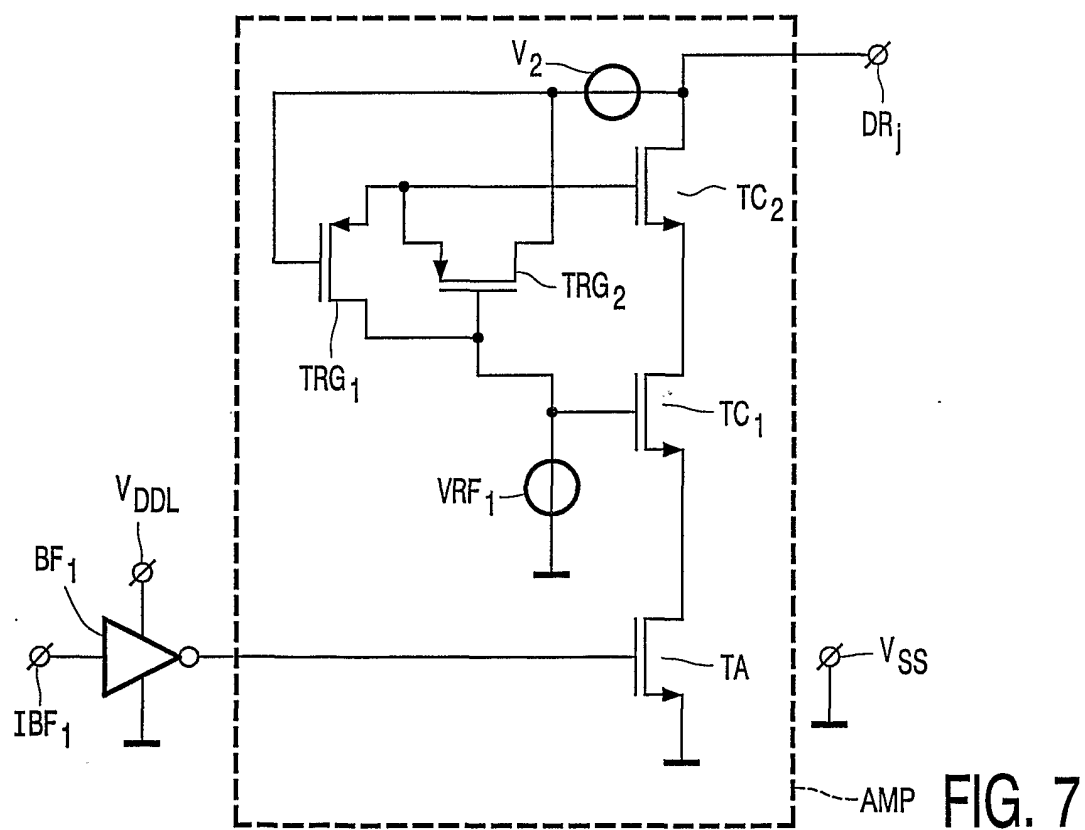 V2
DRj
TC2
TRG2
TRG1
TC1
VRF1
VDDL
BF1
IBF1
TA
VSS
AMP
FIG. 7